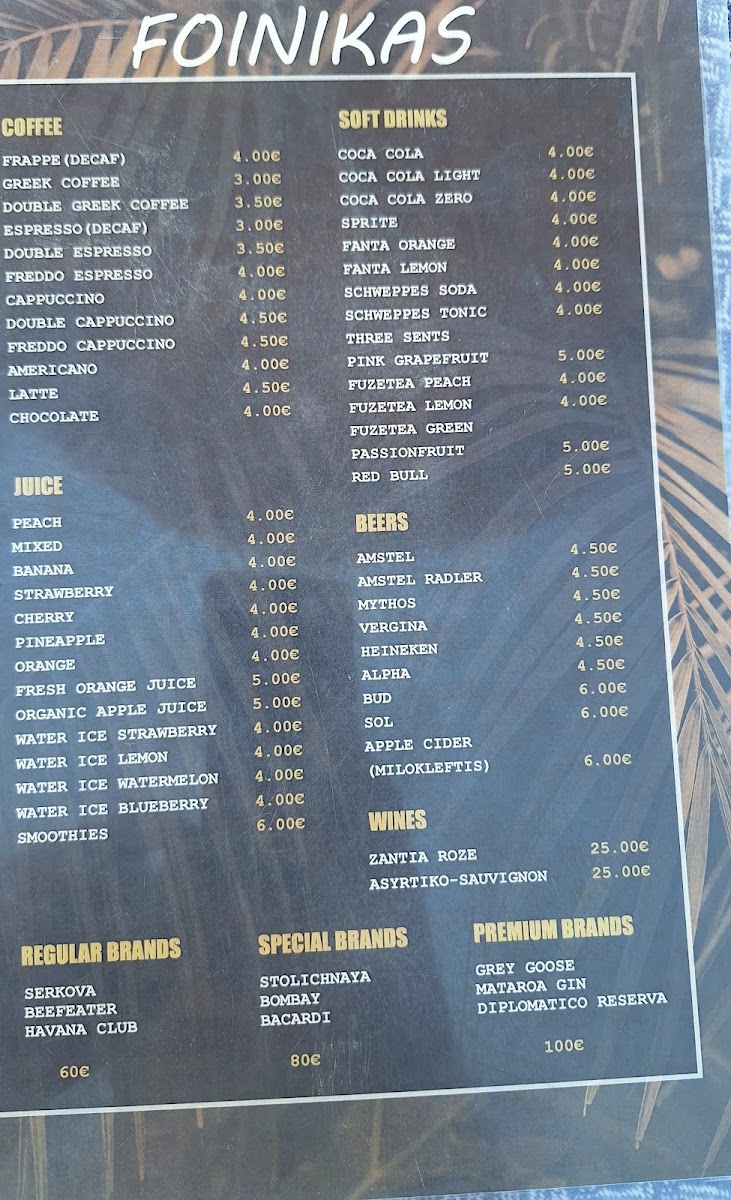 FOINIKAS
COFFEE
FRAPPE(DECAF) 4.00€
GREEK COFFEE 3.00€
DOUBLE GREEK COFFEE 3.50€
ESPRESSO(DECAF) 3.00€
DOUBLE ESPRESSO 3.50€
FREDDO ESPRESSO 4.00€
CAPPUCCINO 4.00€
DOUBLE CAPPUCCINO 4.50€
FREDDO CAPPUCCINO 4.50€
AMERICANO 4.00€
LATTE 4.50€
CHOCOLATE 4.00€
JUICE
PEACH 4.00€
MIXED 4.00€
BANANA 4.00€
STRAWBERRY 4.00€
CHERRY 4.00€
PINEAPPLE 4.00€
ORANGE 4.00€
FRESH ORANGE JUICE 5.00€
ORGANIC APPLE JUICE 5.00€
WATER ICE STRAWBERRY 4.00€
WATER ICE LEMON 4.00€
WATER ICE WATERMELON 4.00€
WATER ICE BLUEBERRY 4.00€
SMOOTHIES 6.00€
SOFT DRINKS
COCA COLA 4.00€
COCA COLA LIGHT 4.00€
COCA COLA ZERO 4.00€
SPRITE 4.00€
FANTA ORANGE 4.00€
FANTA LEMON 4.00€
SCHWEPPES SODA 4.00€
SCHWEPPES TONIC 4.00€
THREE SENTS
PINK GRAPEFRUIT 5.00€
FUZETEA PEACH 4.00€
FUZETEA LEMON 4.00€
FUZETEA GREEN
PASSIONFRUIT 5.00€
RED BULL 5.00€
BEERS
AMSTEL 4.50€
AMSTEL RADLER 4.50€
MYTHOS 4.50€
VERGINA 4.50€
HEINEKEN 4.50€
ALPHA 4.50€
BUD 6.00€
SOL 6.00€
APPLE CIDER
(MILOKLEFTIS) 6.00€
WINES
ZANTIA ROZE 25.00€
ASYRTIKO-SAUVIGNON 25.00€
REGULAR BRANDS
SERKOVA
BEEFEATER
HAVANA CLUB
60€
SPECIAL BRANDS
STOLICHNAYA
BOMBAY
BACARDI
80€
PREMIUM BRANDS
GREY GOOSE
MATAROA GIN
DIPLOMATICO RESERVA
100€